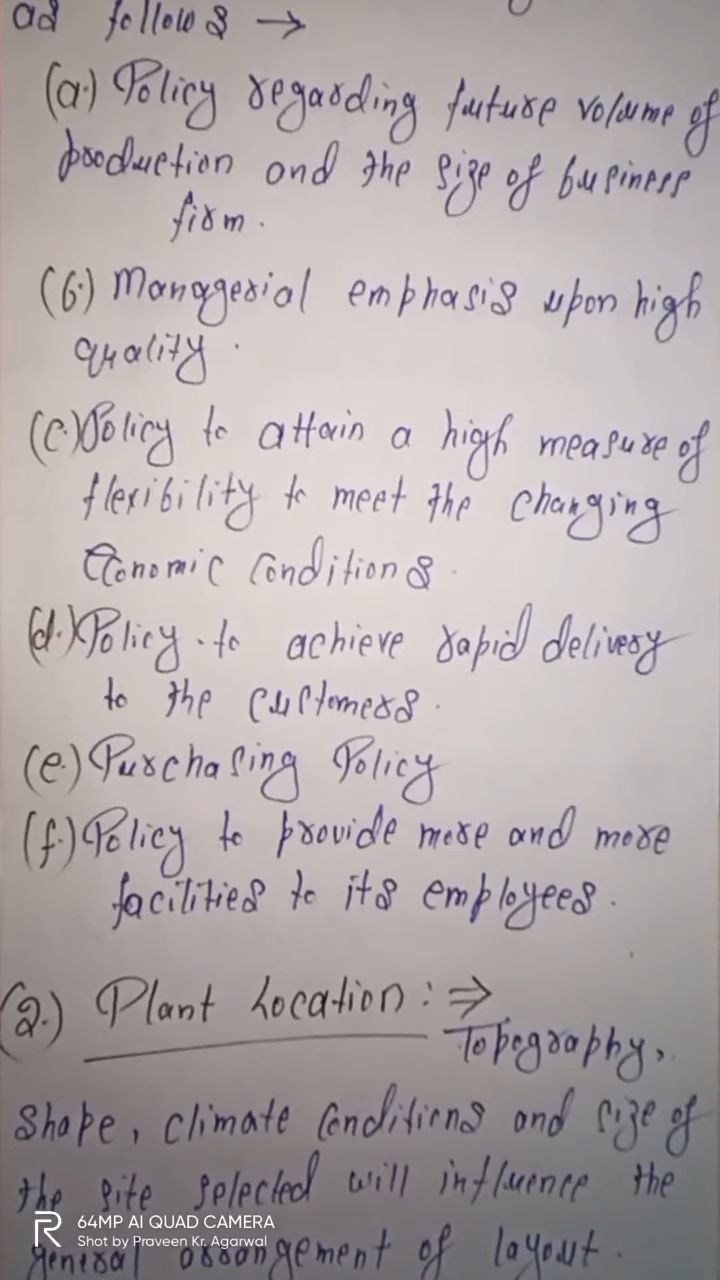 as follows →
(a.) Policy regarding future volume of
production and the size of business
firm.
(b.) Managerial emphasis upon high
quality.
(c.) Policy to attain a high measure of
flexibility to meet the changing
Economic Conditions.
(d.) Policy to achieve rapid delivery
to the customers.
(e.) Purchasing Policy
(f.) Policy to provide more and more
facilities to its employees.
(2.) Plant Location : ⇒
Topography,
shape, climate conditions and size of
the site selected will influence the
general arrangement of layout.
R
64MP AI QUAD CAMERA
Shot by Praveen Kr. Agarwal